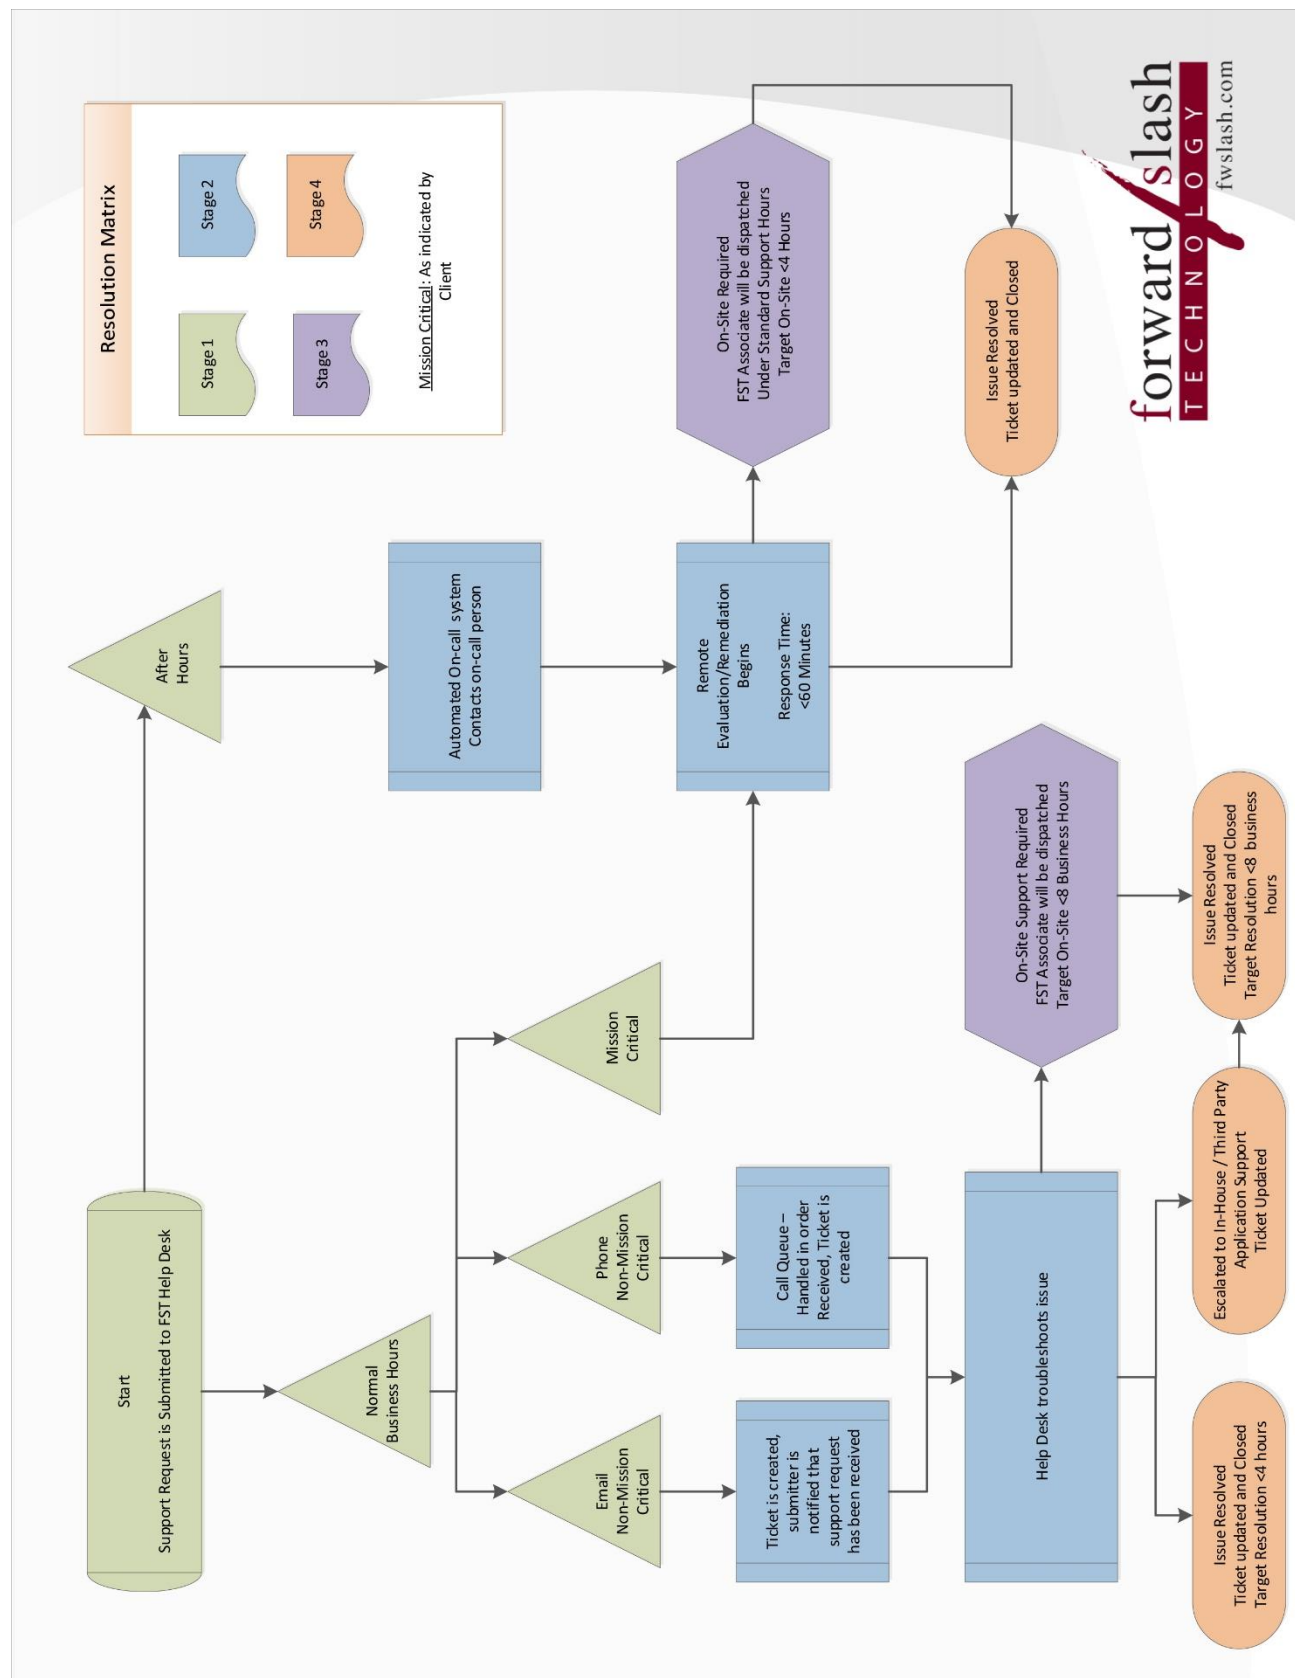 Start
Support Request is Submitted to FST Help Desk
After
Hours
Resolution Matrix
Stage 1
Stage 2
Stage 3
Stage 4
Mission Critical: As indicated by
Client
Normal
Business Hours
Automated On-call system
Contacts on-call person
Email
Non-Mission
Critical
Phone
Non-Mission
Critical
Mission
Critical
Ticket is created,
submitter is
notified that
support request
has been received
Call Queue –
Handled in order
Received, Ticket is
created
Remote
Evaluation/Remediation
Begins
Response Time:
<60 Minutes
On-Site Required
FST Associate will be dispatched
Under Standard Support Hours
Target On-Site <4 Hours
Help Desk troubleshoots issue
On-Site Support Required
FST Associate will be dispatched
Target On-Site <8 Business Hours
Issue Resolved
Ticket updated and Closed
Issue Resolved
Ticket updated and Closed
Target Resolution <4 hours
Escalated to In-House / Third Party
Application Support
Ticket Updated
Issue Resolved
Ticket updated and Closed
Target Resolution <8 business
hours
forward slash
TECHNOLOGY
fwslash.com